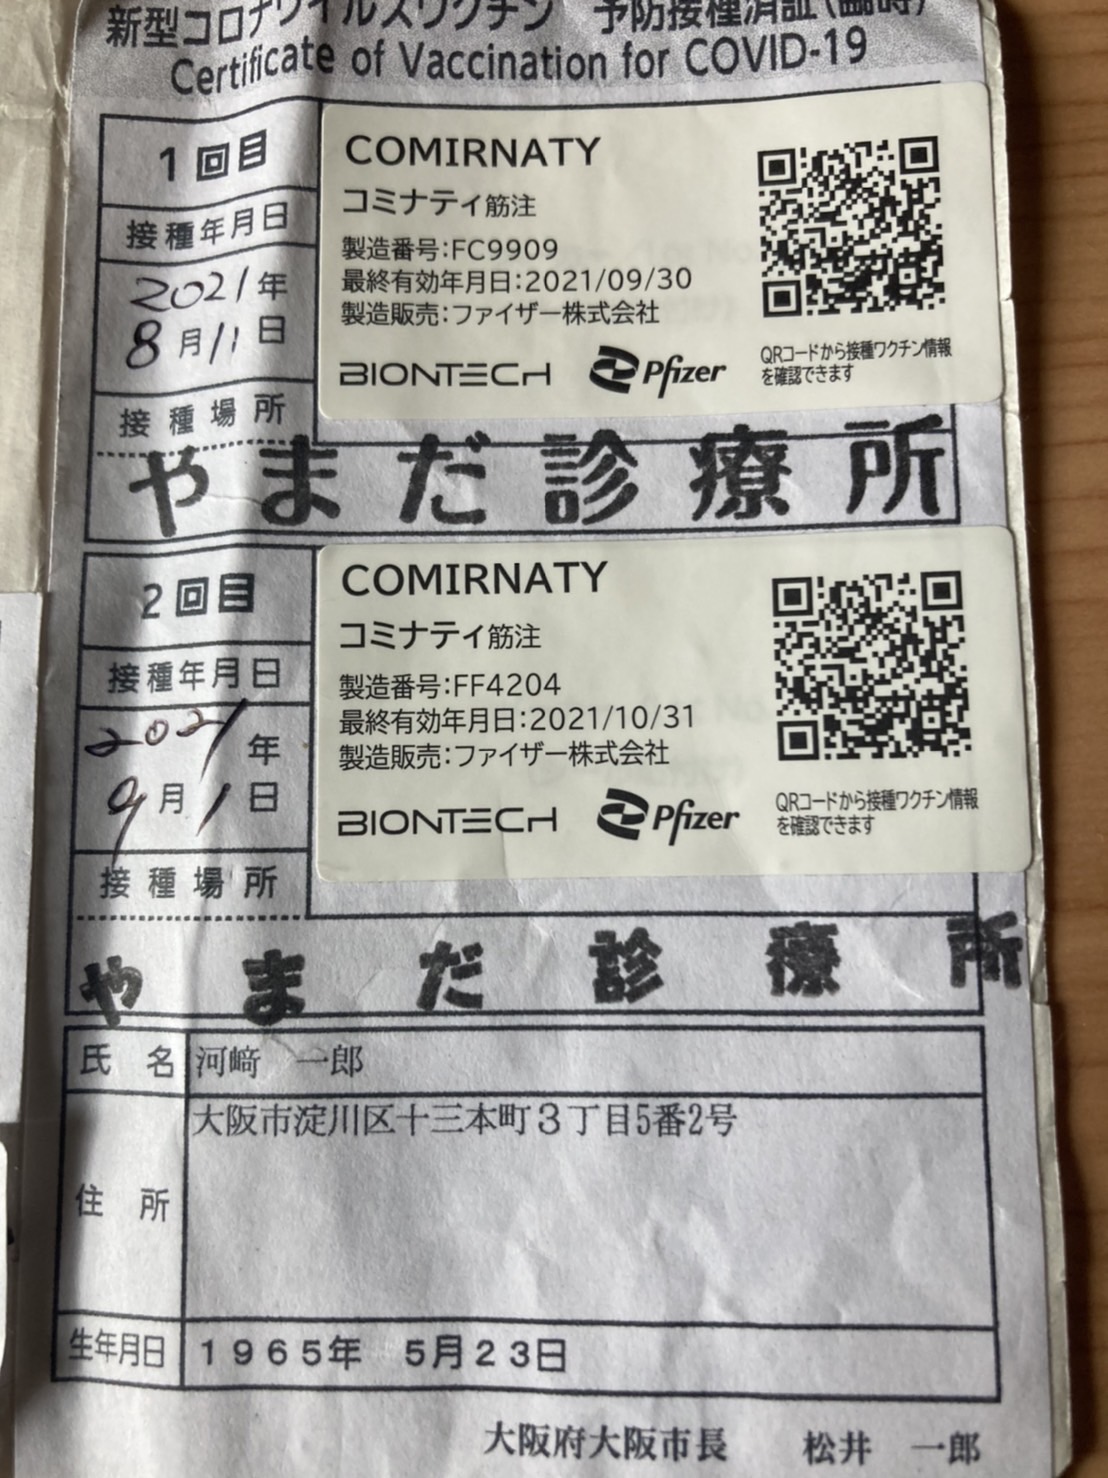 新型コロナウイルスワクチン 予防接種済証(臨時)
Certificate of Vaccination for COVID-19
1回目
接種年月日
2021年
8月11日
接種場所
COMIRNATY
コミナティ筋注
製造番号:FC9909
最終有効年月日:2021/09/30
製造販売:ファイザー株式会社
BIONTECH Pfizer
QRコードから接種ワクチン情報
を確認できます
やまだ診療所
2回目
接種年月日
2021年
9月1日
接種場所
COMIRNATY
コミナティ筋注
製造番号:FF4204
最終有効年月日:2021/10/31
製造販売:ファイザー株式会社
BIONTECH Pfizer
QRコードから接種ワクチン情報
を確認できます
やまだ診療所
氏名 河﨑 一郎
住所 大阪市淀川区十三本町3丁目5番2号
生年月日 1965年 5月23日
大阪府大阪市長 松井 一郎